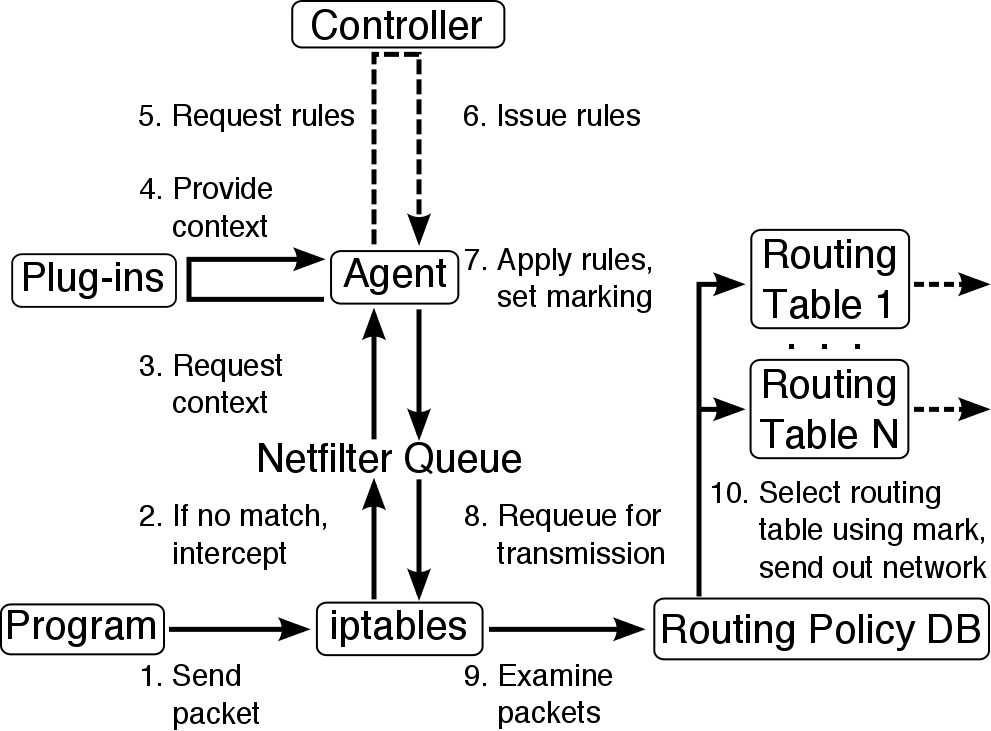 Controller
5. Request rules
6. Issue rules
4. Provide
context
Plug-ins
Agent
7. Apply rules,
set marking
Routing
Table 1
. . .
Routing
Table N
3. Request
context
Netfilter Queue
2. If no match,
intercept
8. Requeue for
transmission
10. Select routing
table using mark,
send out network
Program
iptables
Routing Policy DB
1. Send
packet
9. Examine
packets